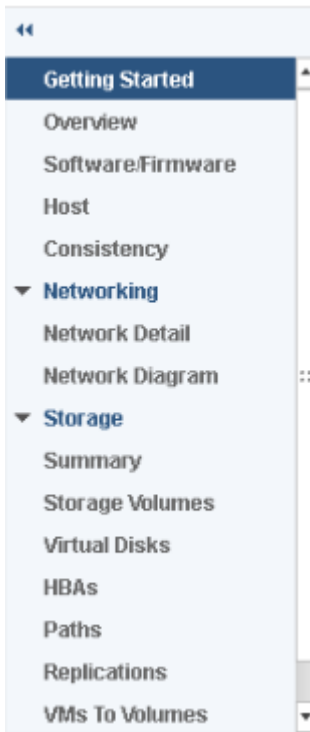 Getting Started
Overview
Software/Firmware
Host
Consistency
Networking
Network Detail
Network Diagram
Storage
Summary
Storage Volumes
Virtual Disks
HBAs
Paths
Replications
VMs To Volumes